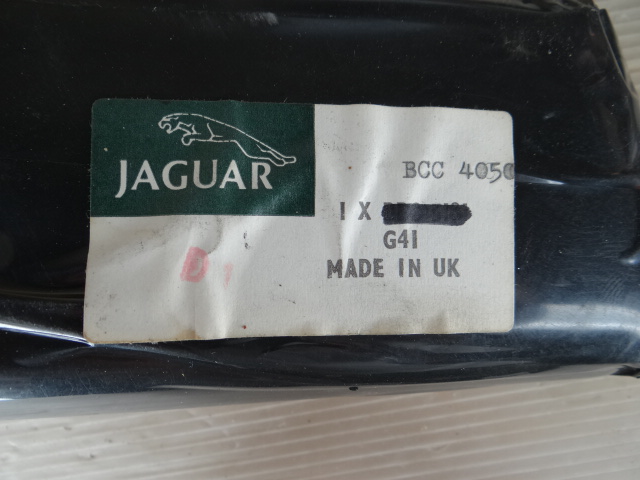 JAGUAR
BCC 4050
1 X
G41
MADE IN UK
D